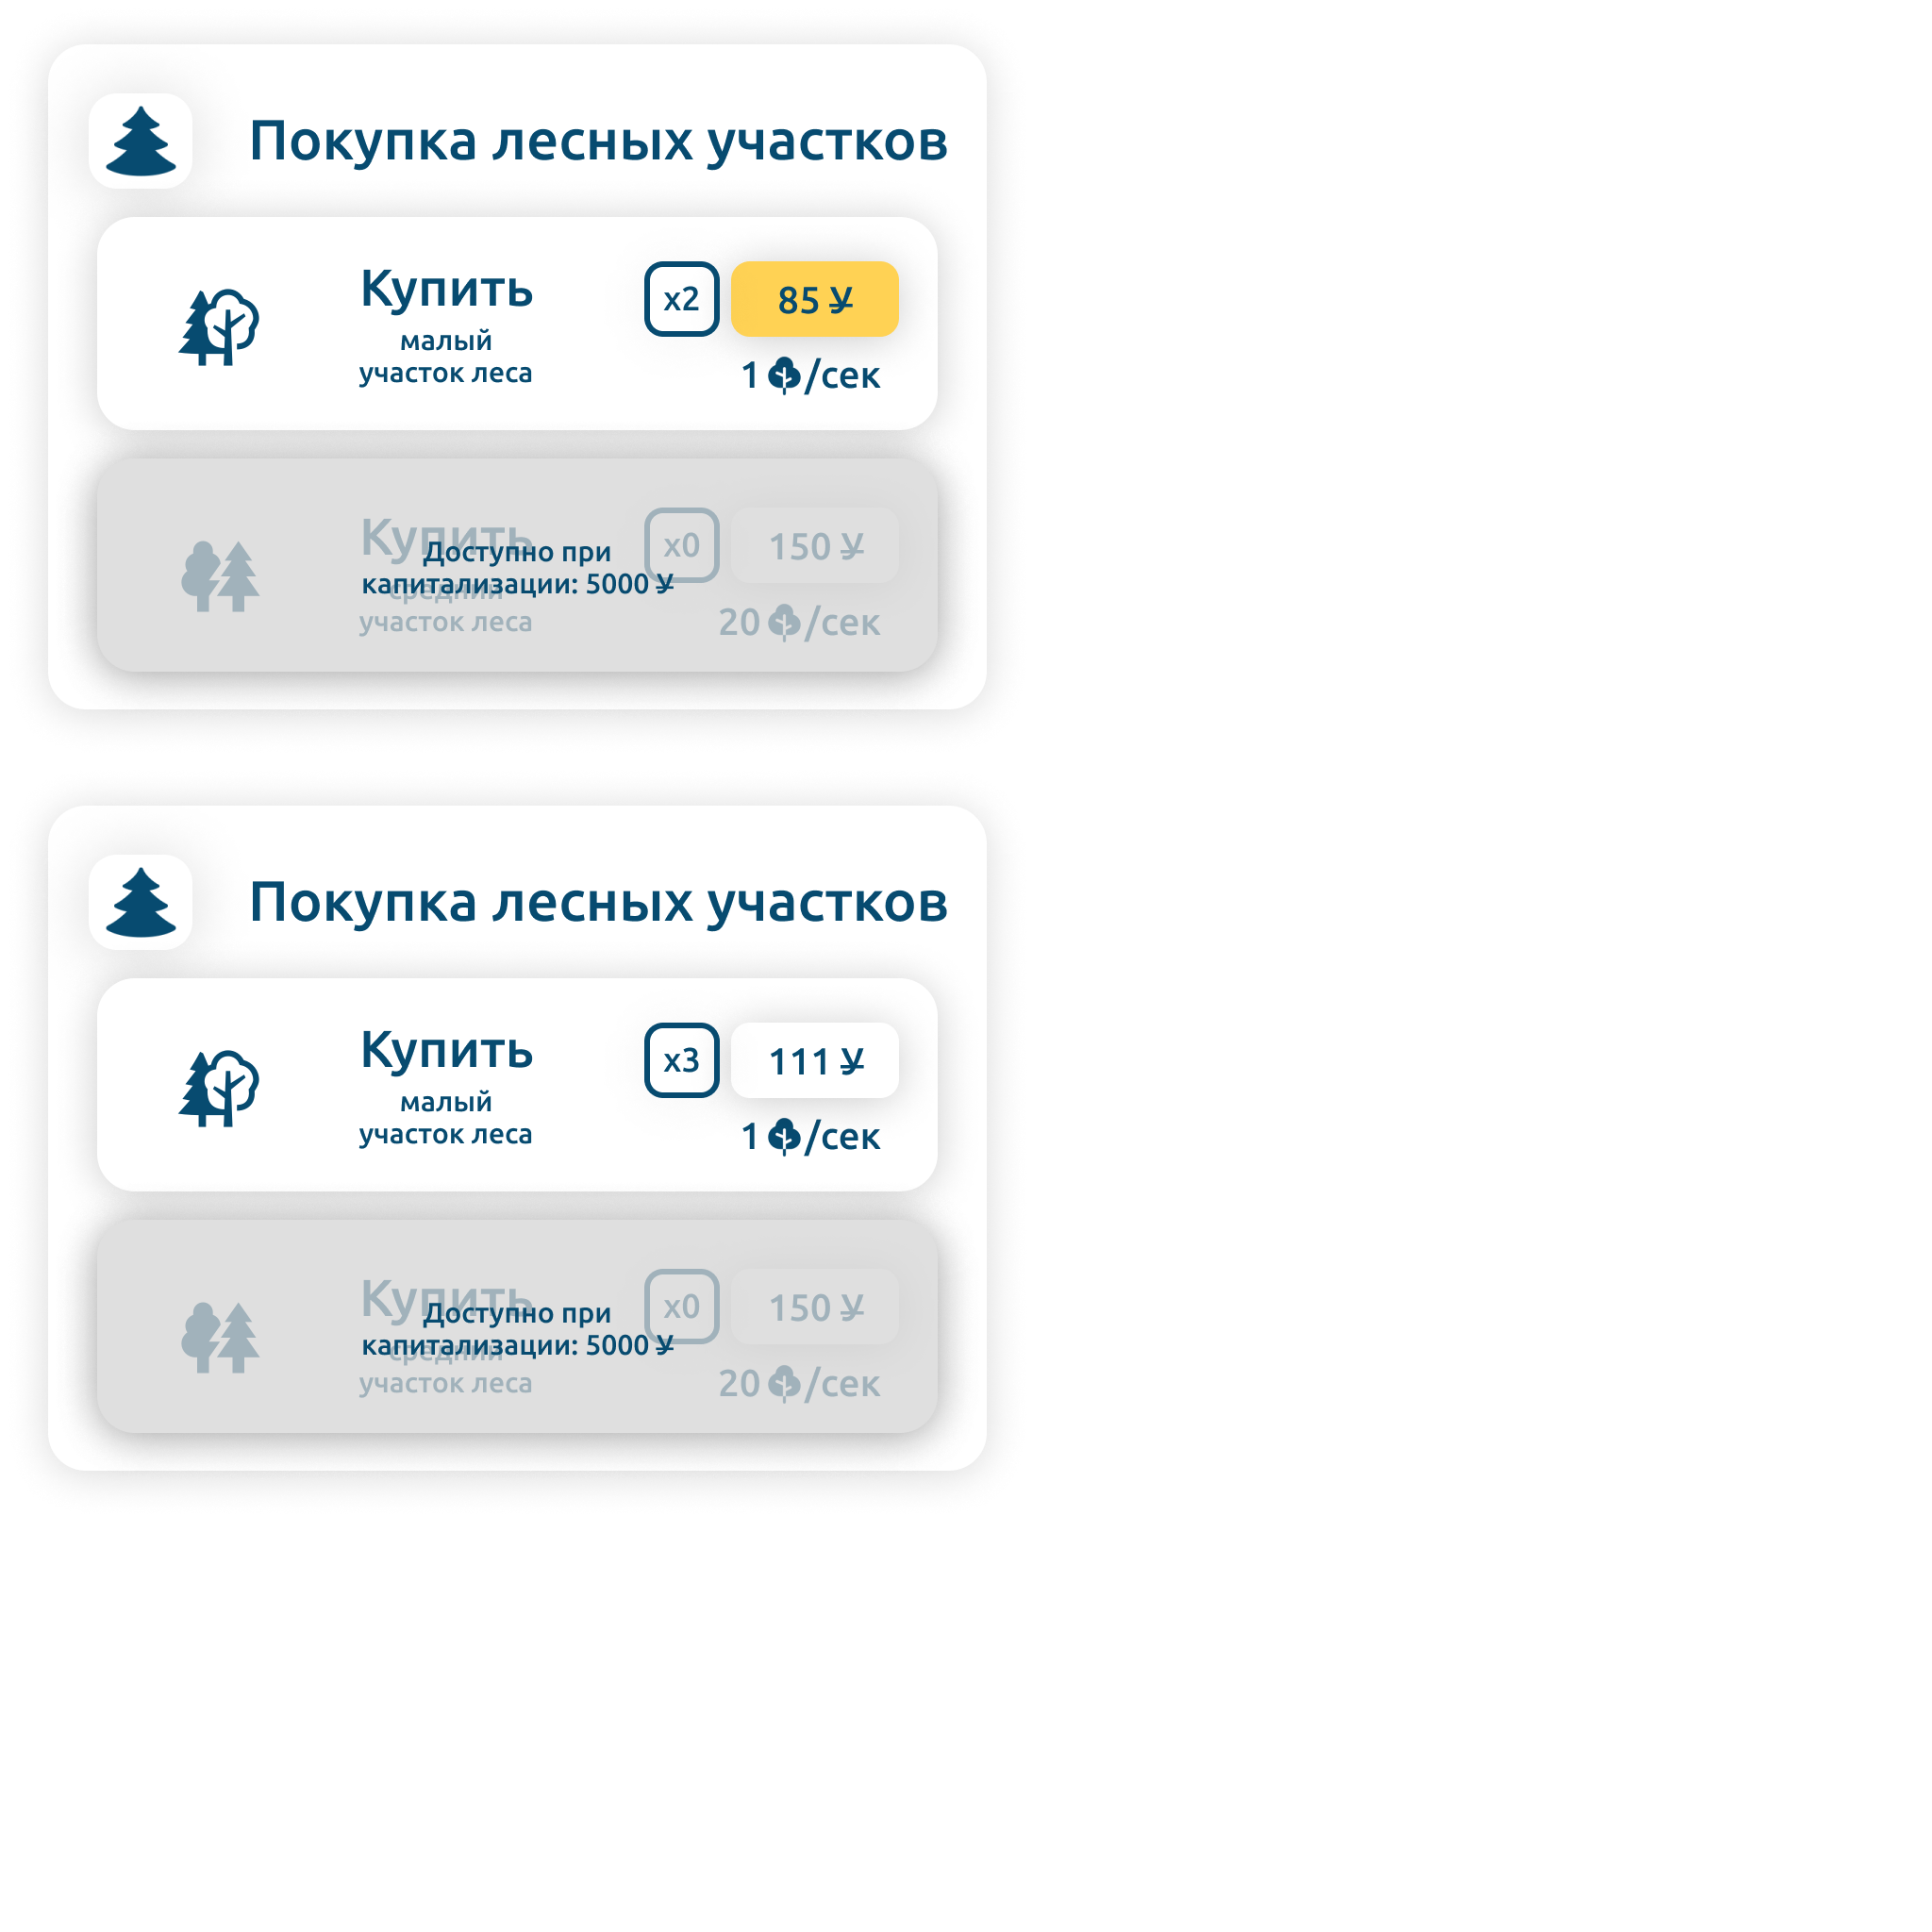 Покупка лесных участков
Купить
малый
участок леса
x2
85 ¥
1 /сек
Купить
Доступно при
капитализации: 5000 ¥
средний
участок леса
x0
150 ¥
20 /сек
Покупка лесных участков
Купить
малый
участок леса
x3
111 ¥
1 /сек
Купить
Доступно при
капитализации: 5000 ¥
средний
участок леса
x0
150 ¥
20 /сек